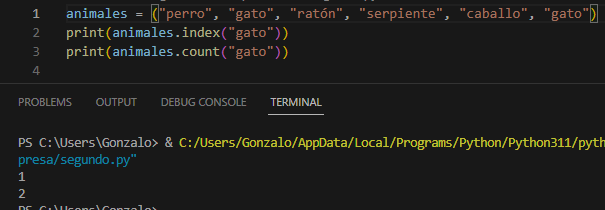 1 animales = ("perro", "gato", "ratón", "serpiente", "caballo", "gato")
2 print(animales.index("gato"))
3 print(animales.count("gato"))
4
PROBLEMS OUTPUT DEBUG CONSOLE TERMINAL
PS C:\Users\Gonzalo> & C:/Users/Gonzalo/AppData/Local/Programs/Python/Python311/pyth
presa/segundo.py"
1
2
PS C:\Users\Gonzalo>